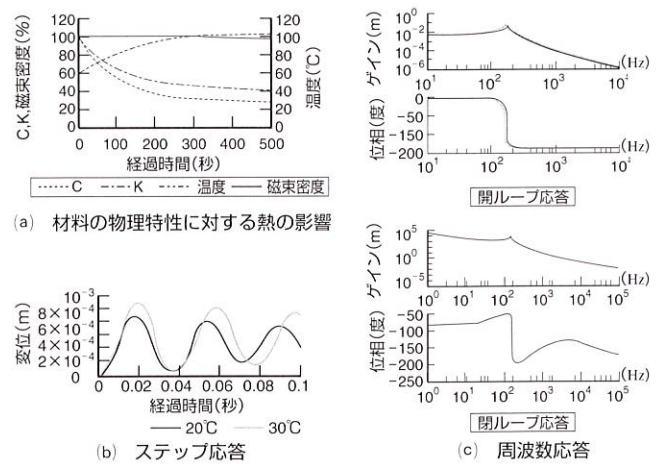 C,K,磁束密度(%)
120
100
80
60
40
20
0
温度(℃)
120
100
80
60
40
20
0
0 100 200 300 400 500
経過時間(秒)
C K 温度 磁束密度
(a) 材料の物理特性に対する熱の影響
変位(m)
10⁻³
8×10⁻⁴
6×10⁻⁴
4×10⁻⁴
2×10⁻⁴
0 0.02 0.04 0.06 0.08 0.1
経過時間(秒)
20℃ 30℃
(b) ステップ応答
ゲイン(m)
10⁰
10⁻²
10⁻⁴
10⁻⁶
10¹ 10² 10³ 10⁴ (Hz)
位相(度)
0
−50
−100
−150
−200
10¹ 10² 10³ 10⁴ (Hz)
開ループ応答
ゲイン(m)
10⁵
10⁰
10⁻⁵
10⁰ 10¹ 10² 10³ 10⁴ 10⁵ (Hz)
位相(度)
−50
−100
−150
−200
−250
10⁰ 10¹ 10² 10³ 10⁴ 10⁵ (Hz)
閉ループ応答
(c) 周波数応答